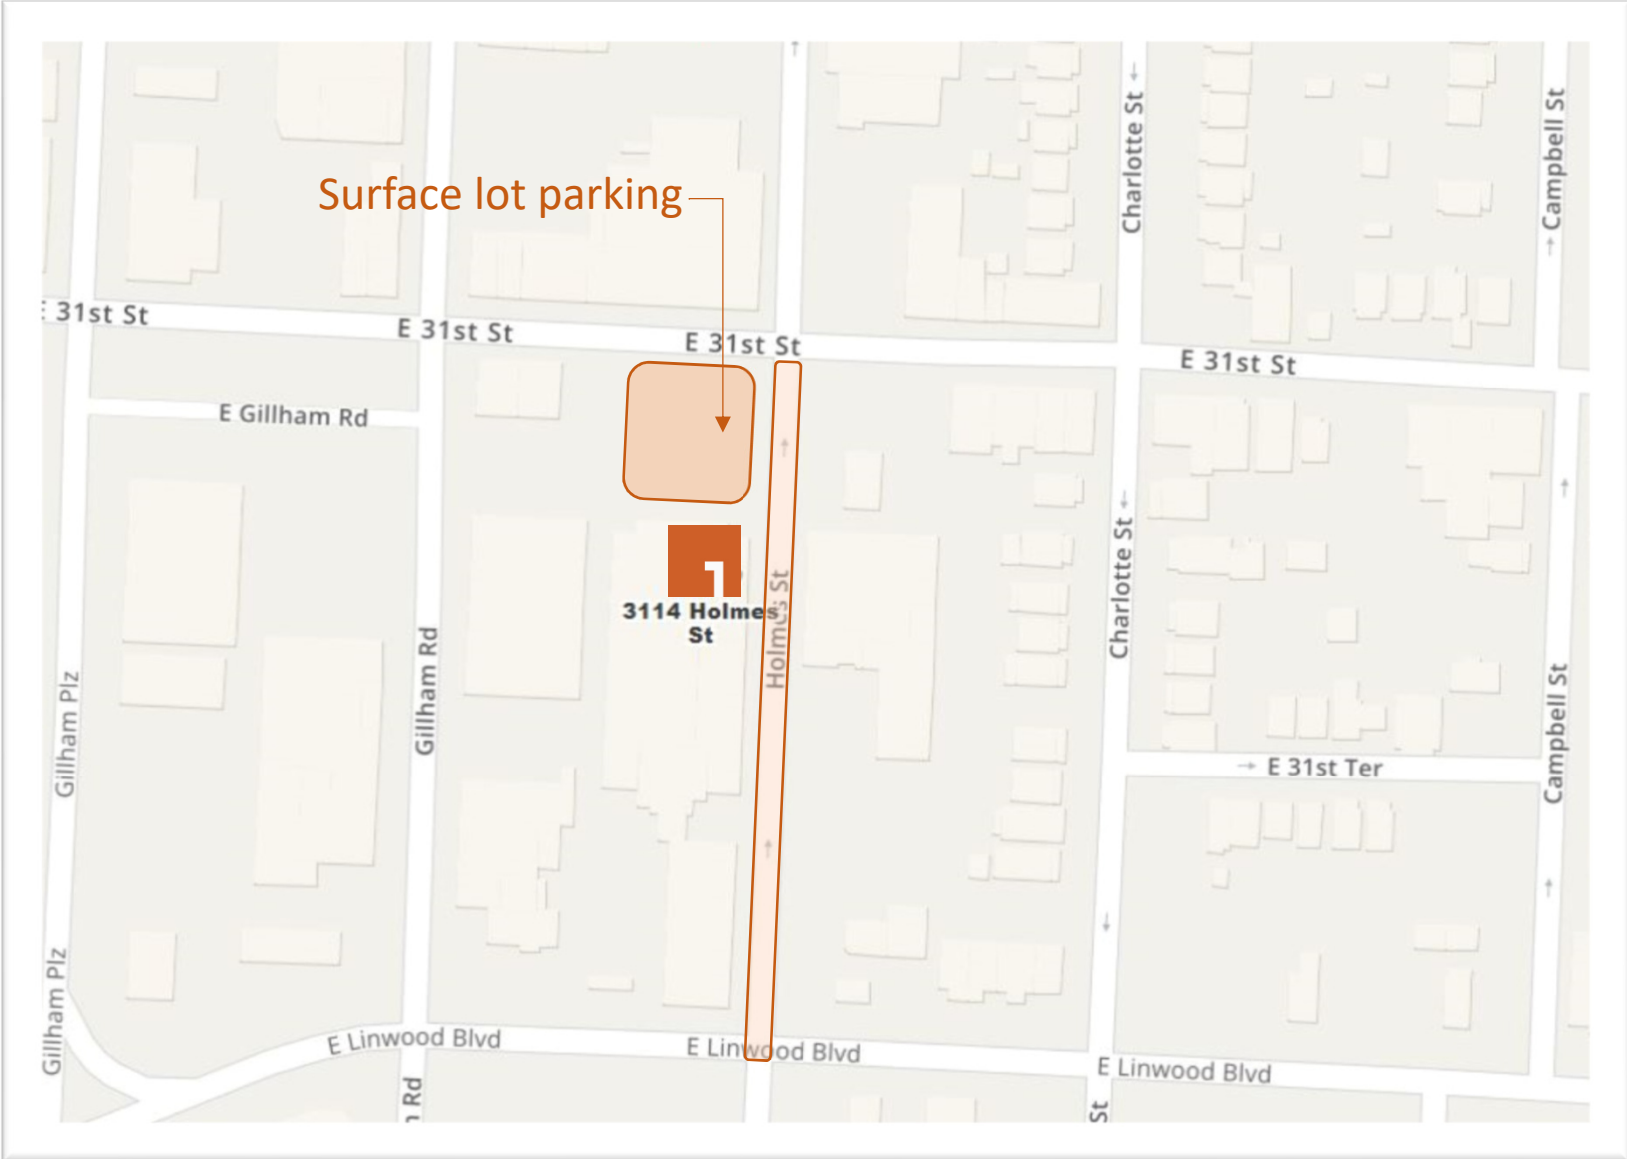 Charlotte St
Campbell St
Surface lot parking
E 31st St
E 31st St
E 31st St
E 31st St
E Gillham Rd
1
3114 Holmes
St
Holmes St
Charlotte St
Gillham Rd
Gillham Plz
Campbell St
E 31st Ter
Gillham Plz
E Linwood Blvd
E Linwood Blvd
E Linwood Blvd
Rd
St